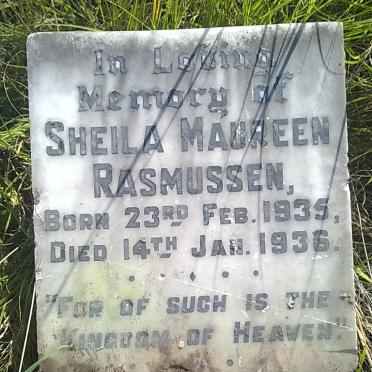 In Loving
Memory of
SHEILA MAUREEN
RASMUSSEN,
BORN 23RD FEB. 1935,
DIED 14TH JAN. 1936.
"FOR OF SUCH IS THE
KINGDOM OF HEAVEN"